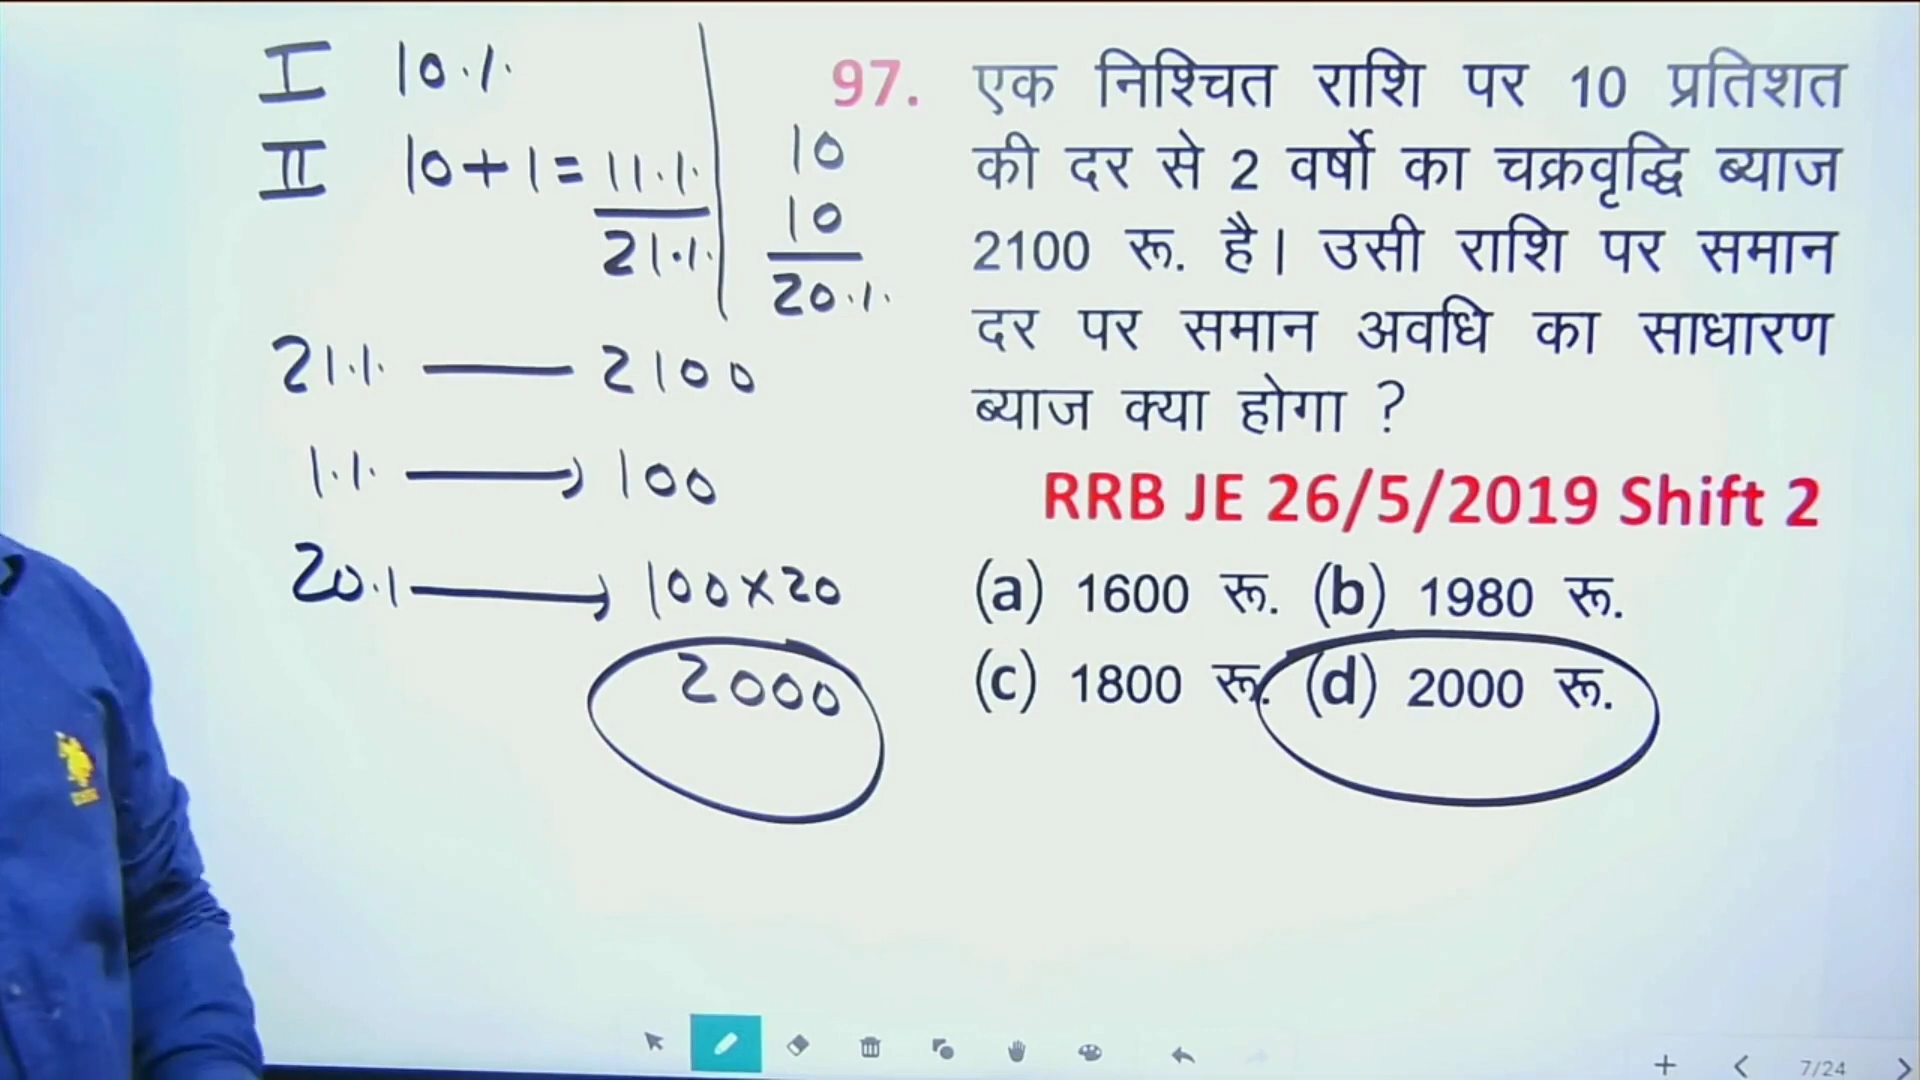 I 10%
II 10+1= 11%
21%
10
10
20%
21% — 2100
1% → 100
20% → 100×20
2000
97. एक निश्चित राशि पर 10 प्रतिशत
की दर से 2 वर्षो का चक्रवृद्धि ब्याज
2100 रू. है। उसी राशि पर समान
दर पर समान अवधि का साधारण
ब्याज क्या होगा ?
RRB JE 26/5/2019 Shift 2
(a) 1600 रू. (b) 1980 रू.
(c) 1800 रू. (d) 2000 रू.
7/24